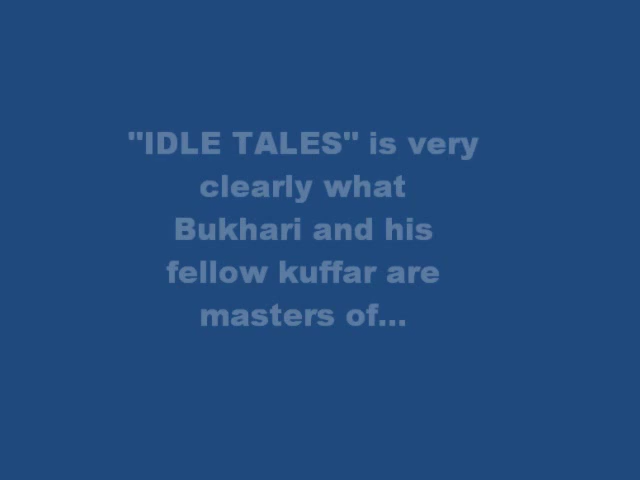 "IDLE TALES" is very
clearly what
Bukhari and his
fellow kuffar are
masters of...